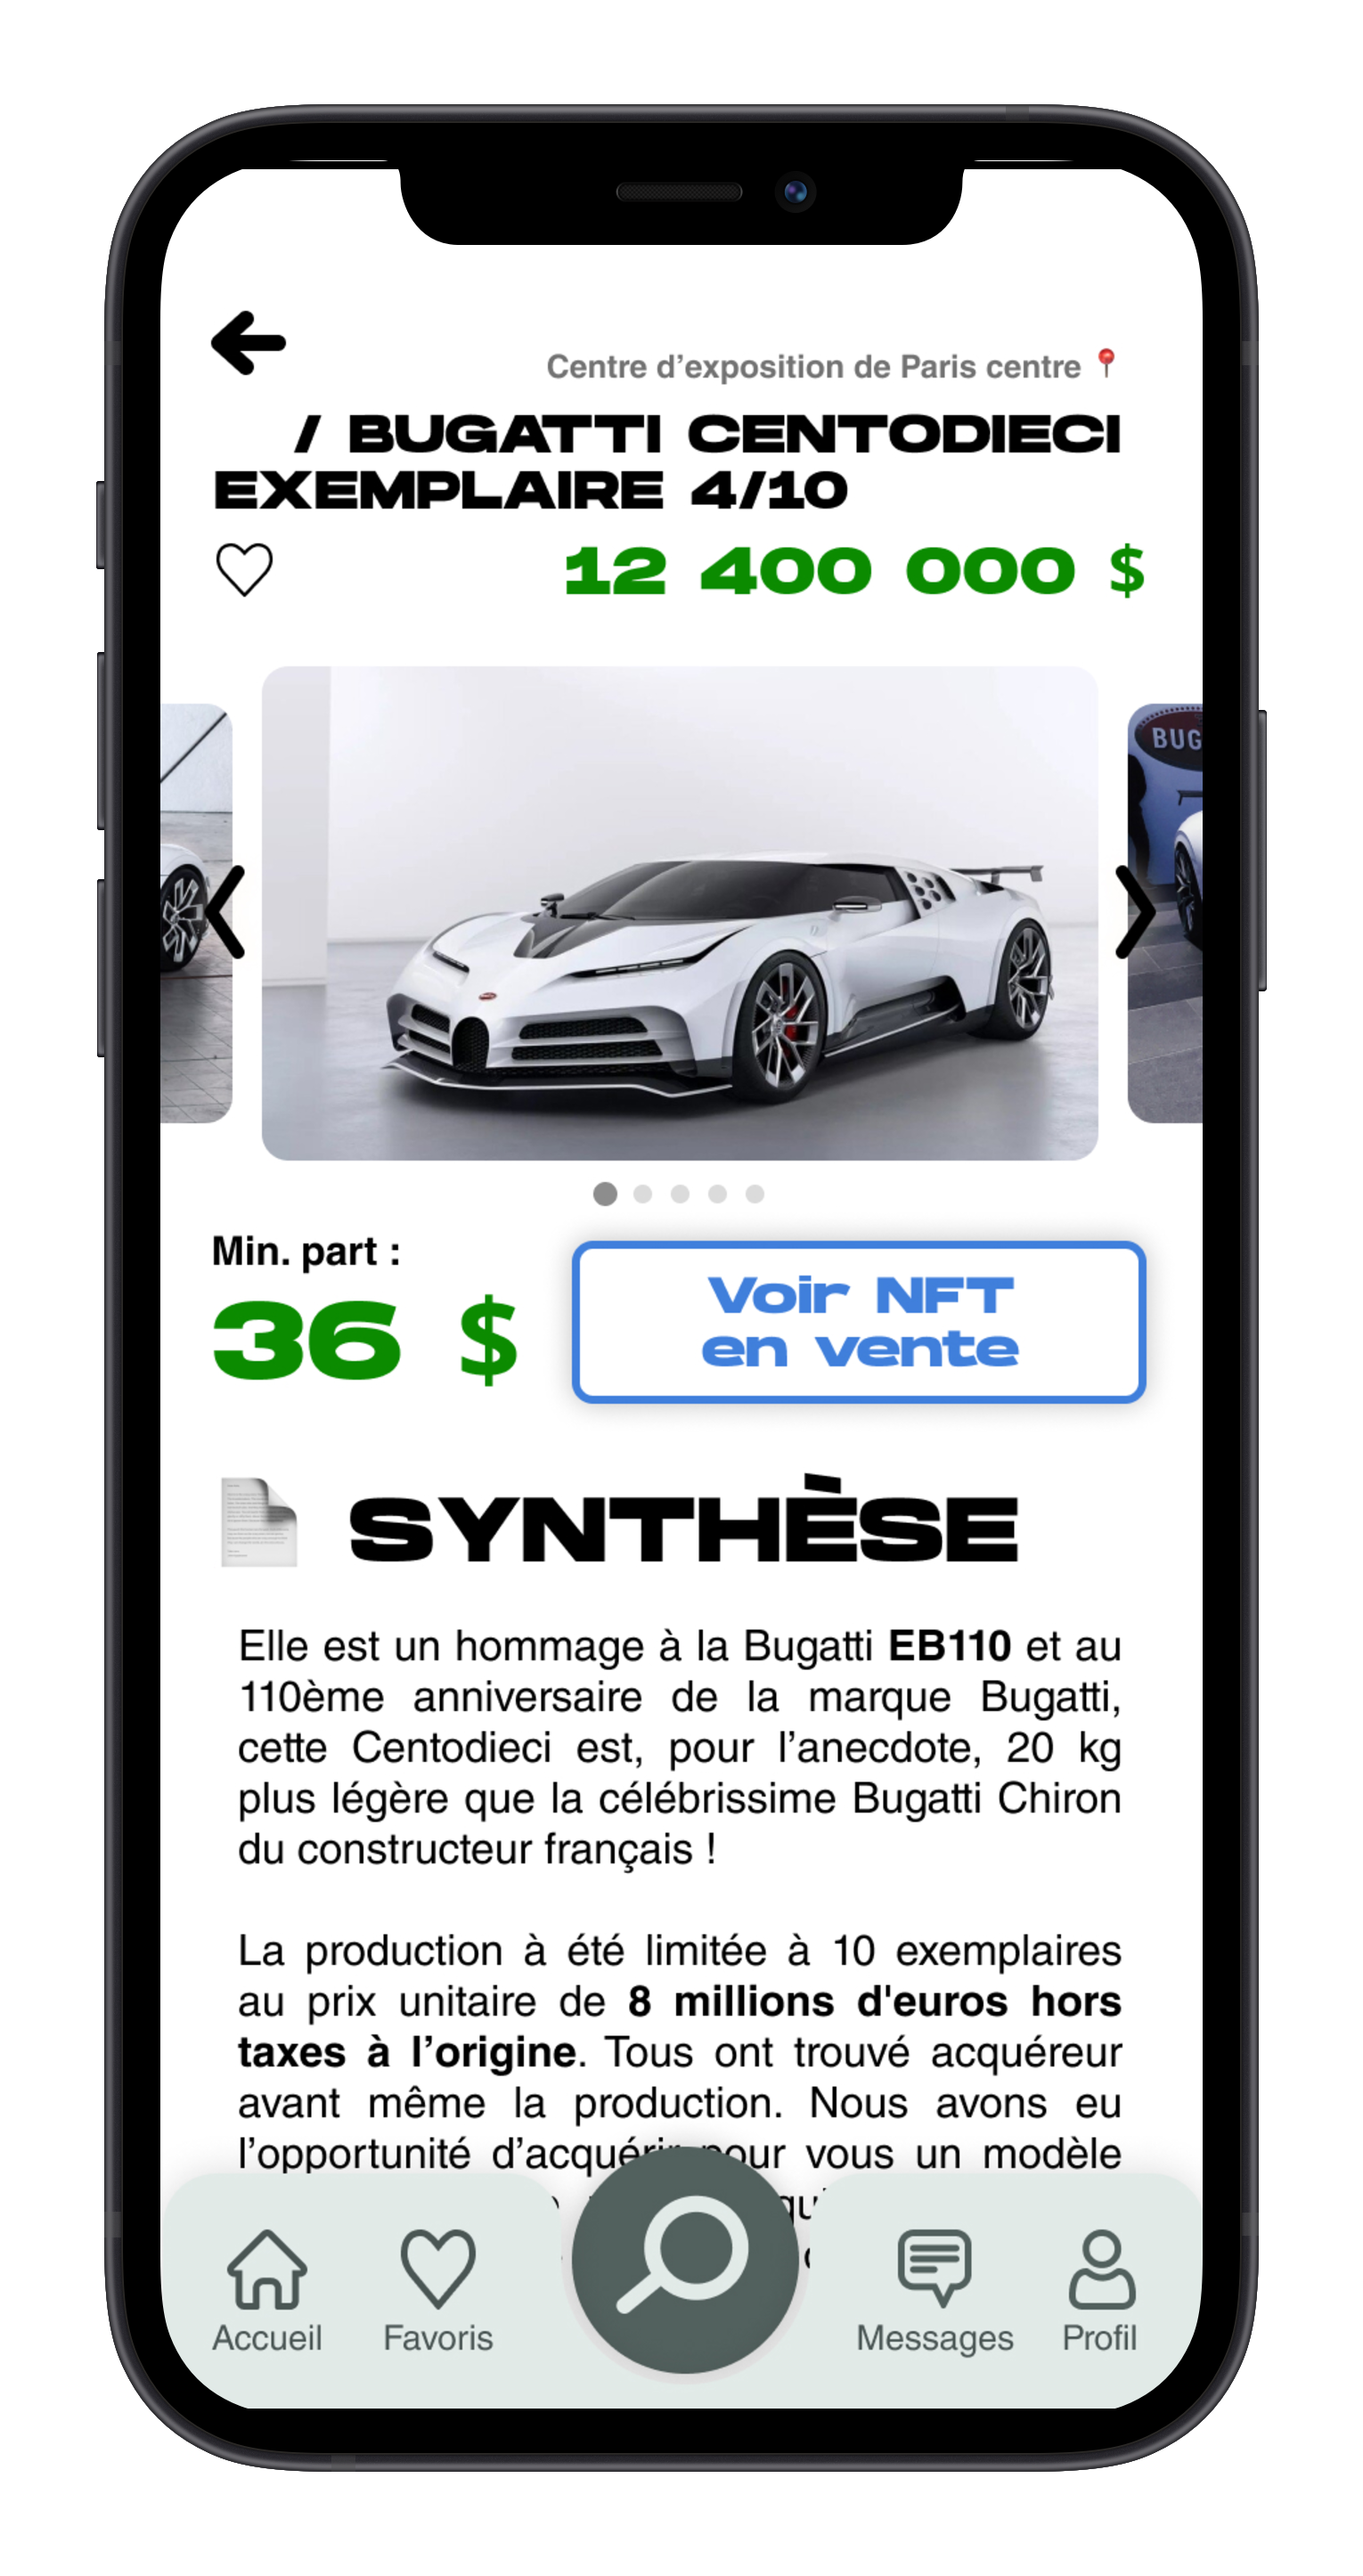 Centre d’exposition de Paris centre
/ BUGATTI CENTODIECI
EXEMPLAIRE 4/10
12 400 000 $
BUG
Min. part :
36 $
Voir NFT
en vente
SYNTHÈSE
Elle est un hommage à la Bugatti EB110 et au
110ème anniversaire de la marque Bugatti,
cette Centodieci est, pour l’anecdote, 20 kg
plus légère que la célébrissime Bugatti Chiron
du constructeur français !
La production à été limitée à 10 exemplaires
au prix unitaire de 8 millions d'euros hors
taxes à l’origine. Tous ont trouvé acquéreur
avant même la production. Nous avons eu
l’opportunité d’acquérir pour vous un modèle
Accueil
Favoris
Messages
Profil